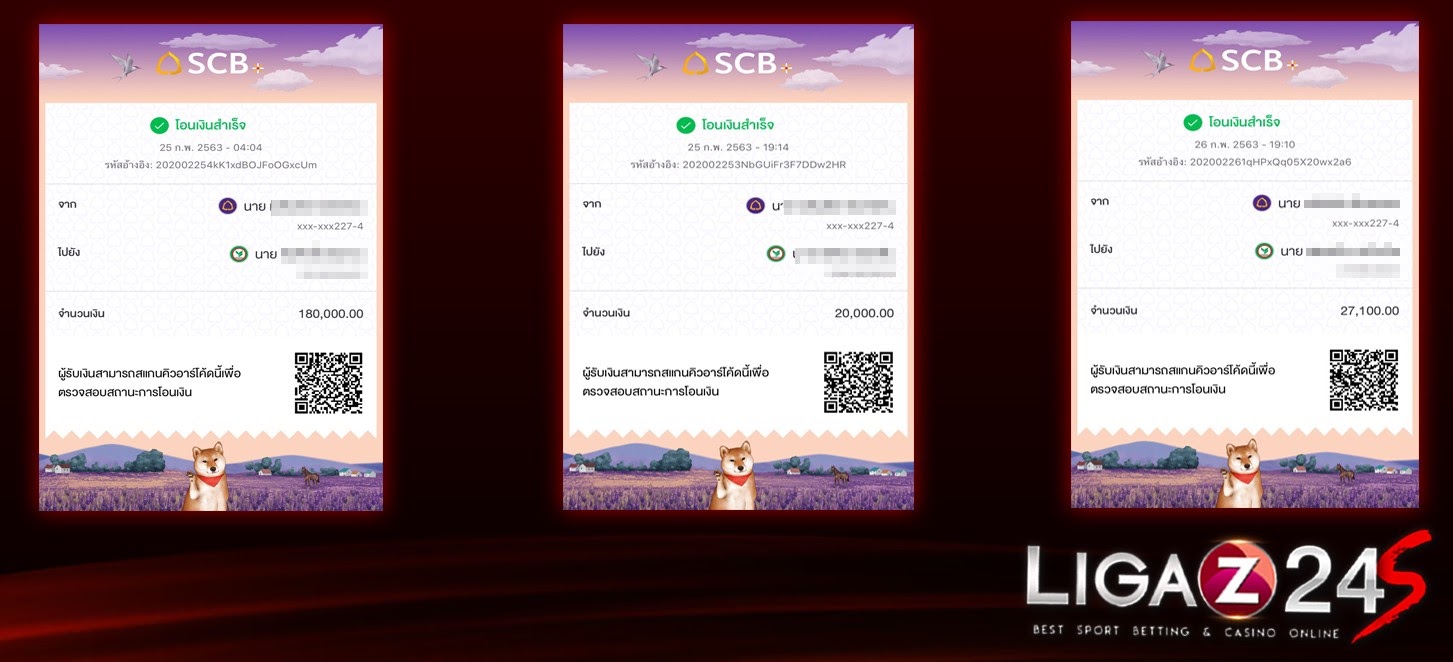 SCB
โอนเงินสำเร็จ
25 ก.พ. 2563 - 04:04
รหัสอ้างอิง: 202002254kK1xdBOJFoOGxcUm
จาก
นาย
xxx-xxx227-4
ไปยัง
นาย
จำนวนเงิน
180,000.00
ผู้รับเงินสามารถสแกนคิวอาร์โค้ดนี้เพื่อ
ตรวจสอบสถานะการโอนเงิน
SCB
โอนเงินสำเร็จ
25 ก.พ. 2563 - 19:14
รหัสอ้างอิง: 202002253NbGUiFr3F7DDw2HR
จาก
xxx-xxx227-4
ไปยัง
จำนวนเงิน
20,000.00
ผู้รับเงินสามารถสแกนคิวอาร์โค้ดนี้เพื่อ
ตรวจสอบสถานะการโอนเงิน
SCB
โอนเงินสำเร็จ
26 ก.พ. 2563 - 19:10
รหัสอ้างอิง: 202002261qHPxQq05X20wx2a6
จาก
นาย
xxx-xxx227-4
ไปยัง
นาย
จำนวนเงิน
27,100.00
ผู้รับเงินสามารถสแกนคิวอาร์โค้ดนี้เพื่อ
ตรวจสอบสถานะการโอนเงิน
LIGAZ24S
BEST SPORT BETTING & CASINO ONLINE